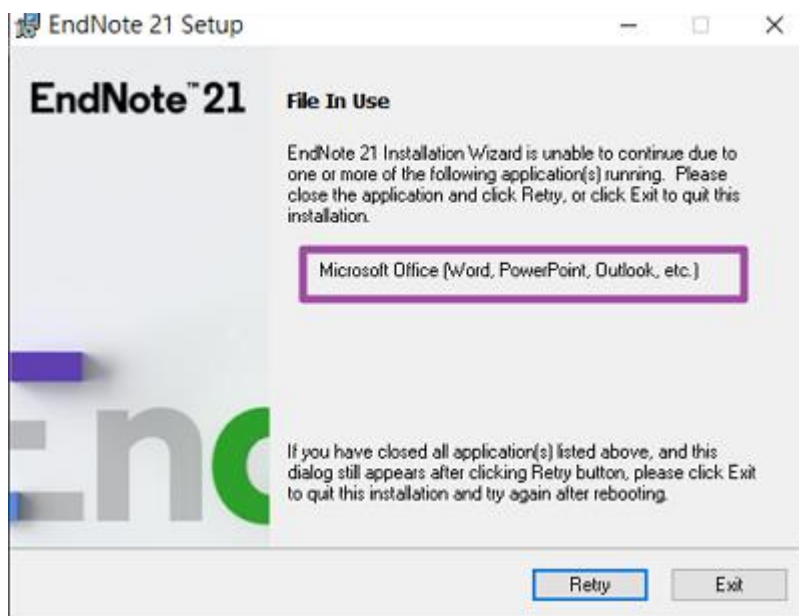 EndNote 21 Setup
EndNote™21
File In Use
EndNote 21 Installation Wizard is unable to continue due to
one or more of the following application(s) running. Please
close the application and click Retry, or click Exit to quit this
installation.
Microsoft Office (Word, PowerPoint, Outlook, etc.)
If you have closed all application(s) listed above, and this
dialog still appears after clicking Retry button, please click Exit
to quit this installation and try again after rebooting.
End
Retry
Exit